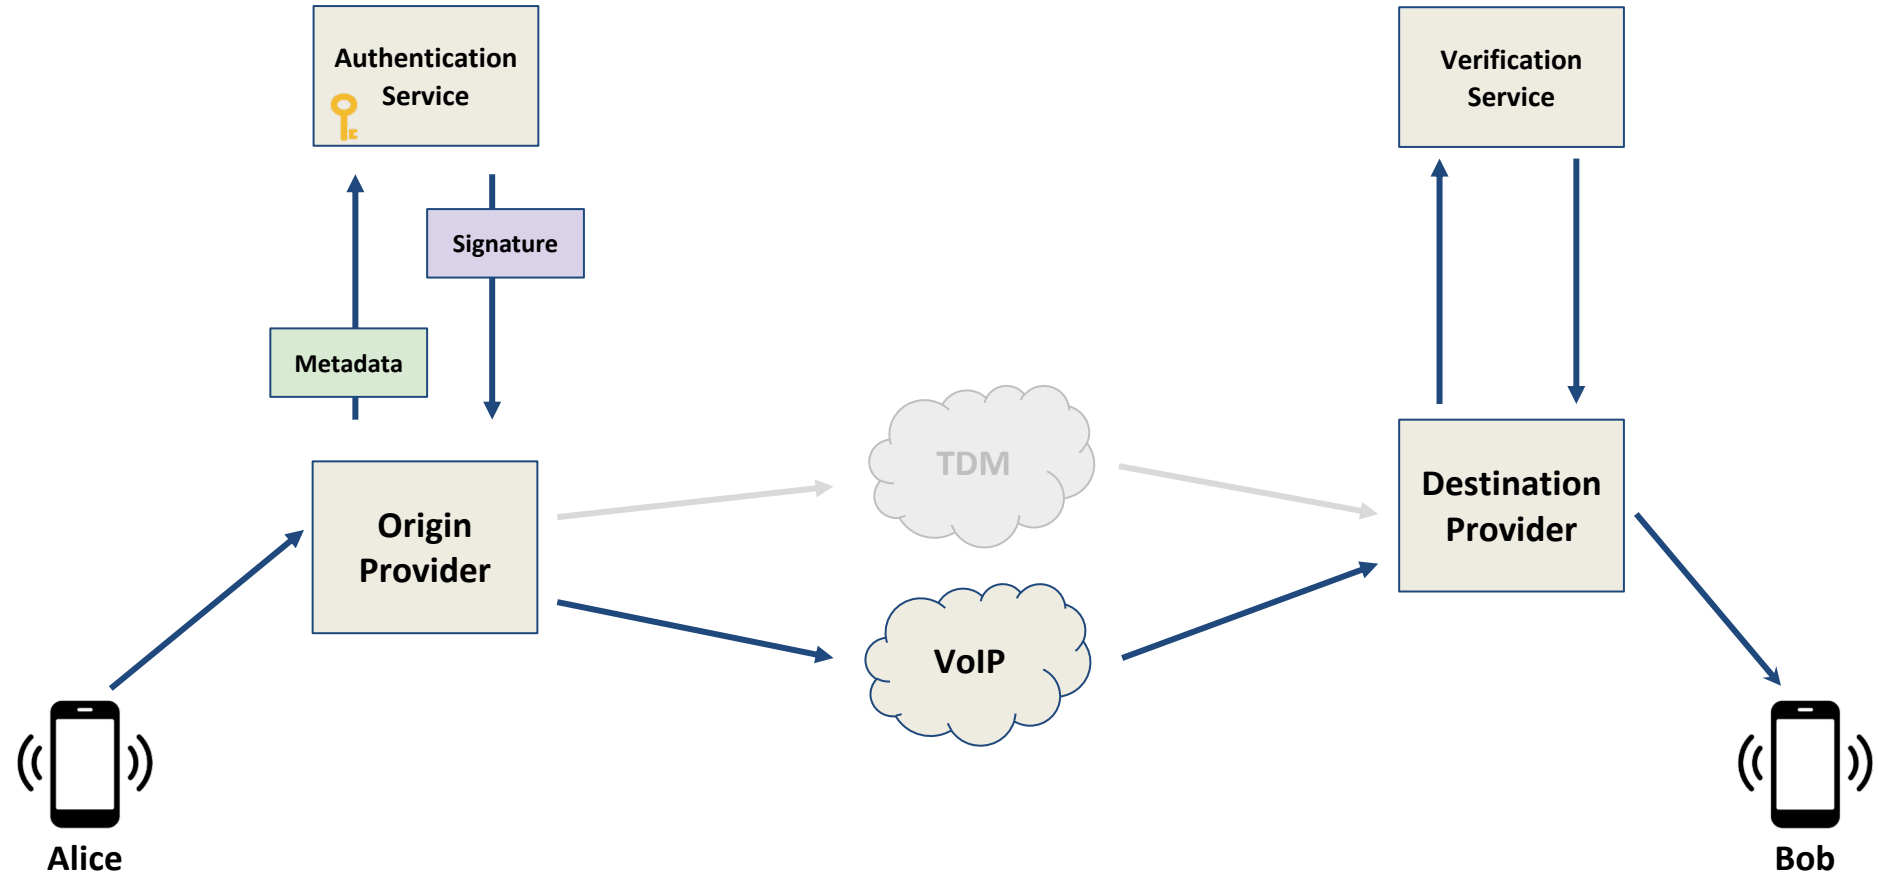 Authentication
Service
Verification
Service
Signature
Metadata
TDM
Origin
Provider
Destination
Provider
VoIP
Alice
Bob